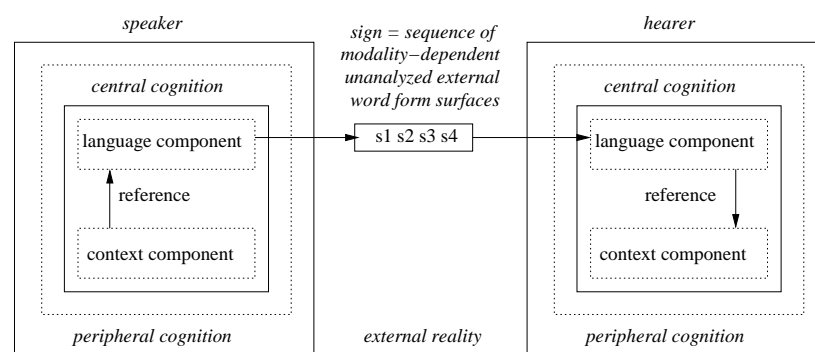 speaker
sign = sequence of
modality−dependent
unanalyzed external
word form surfaces
hearer
central cognition
language component
reference
context component
peripheral cognition
s1 s2 s3 s4
external reality
central cognition
language component
reference
context component
peripheral cognition